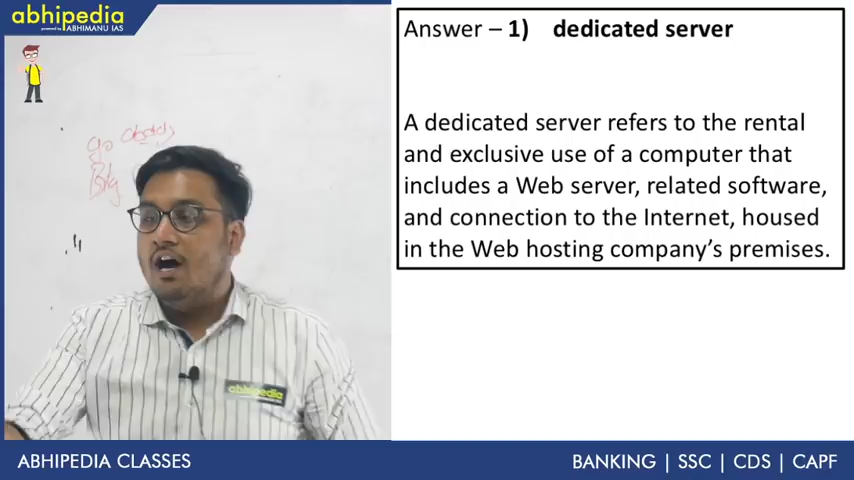 abhipedia
powered by ABHIMANU IAS
Answer – 1) dedicated server
go
A dedicated server refers to the rental
and exclusive use of a computer that
includes a Web server, related software,
and connection to the Internet, housed
in the Web hosting company’s premises.
abhipedia
ABHIPEDIA CLASSES
BANKING | SSC | CDS | CAPF